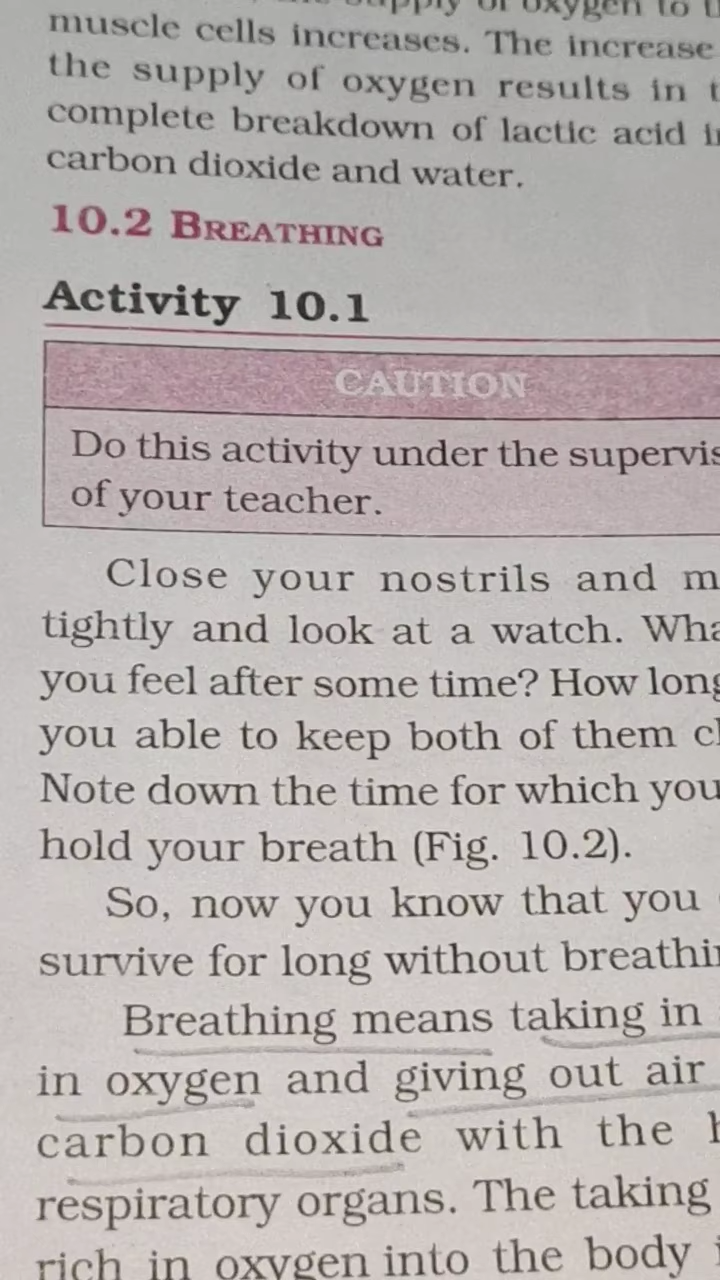 supply of oxygen to
muscle cells increases. The increase
the supply of oxygen results in
complete breakdown of lactic acid
carbon dioxide and water.
10.2 BREATHING
Activity 10.1
CAUTION
Do this activity under the
of your teacher.
Close your nostrils and
tightly and look at a watch.
you feel after some time? How
you able to keep both of them
Note down the time for which you
hold your breath (Fig. 10.2).
So, now you know that you
survive for long without
Breathing means taking in
in oxygen and giving out air
carbon dioxide with the
respiratory organs. The taking
rich in oxygen into the body